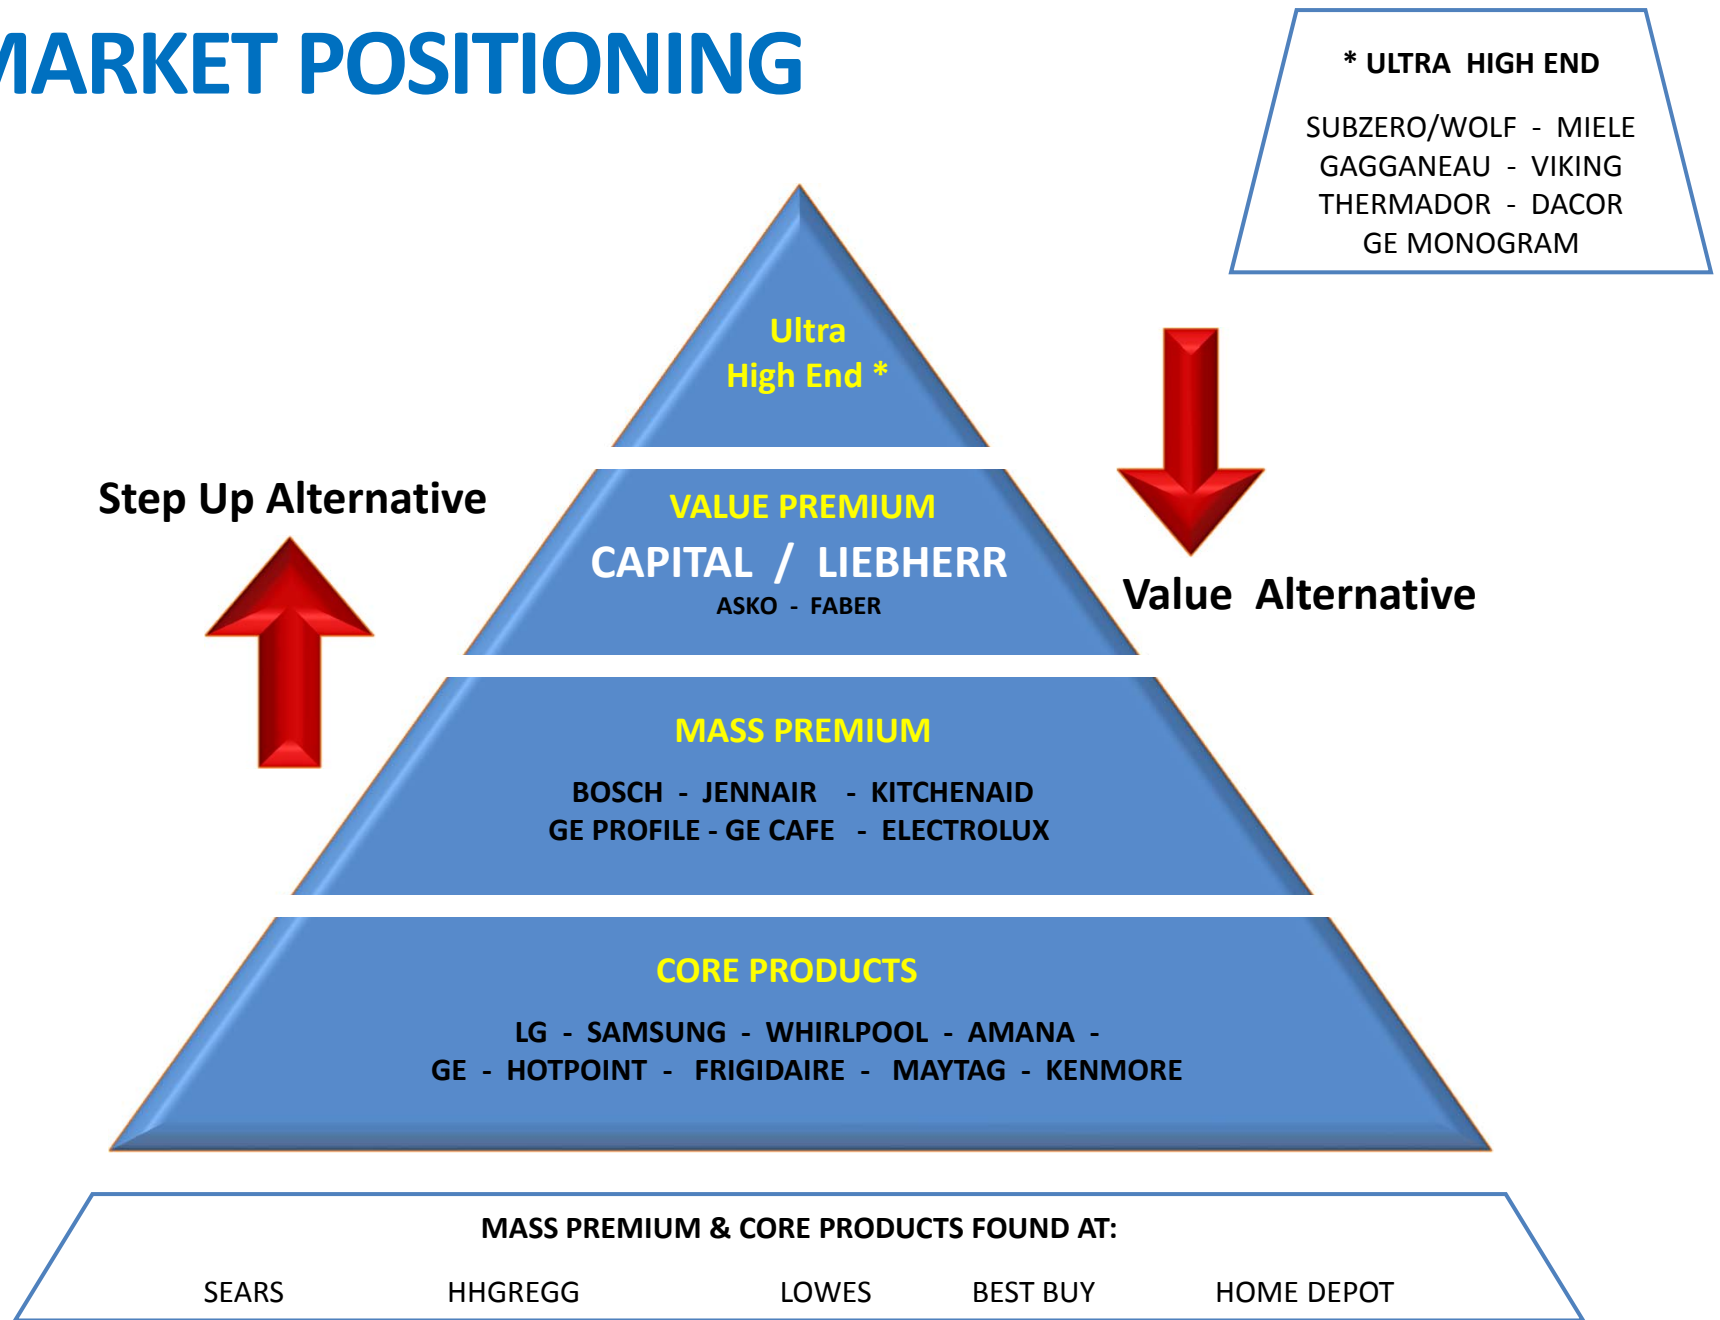 MARKET POSITIONING
* ULTRA HIGH END
SUBZERO/WOLF - MIELE
GAGGANEAU - VIKING
THERMADOR - DACOR
GE MONOGRAM
Ultra
High End *
Step Up Alternative
VALUE PREMIUM
CAPITAL / LIEBHERR
ASKO - FABER
Value Alternative
MASS PREMIUM
BOSCH - JENNAIR - KITCHENAID
GE PROFILE - GE CAFE - ELECTROLUX
CORE PRODUCTS
LG - SAMSUNG - WHIRLPOOL - AMANA -
GE - HOTPOINT - FRIGIDAIRE - MAYTAG - KENMORE
MASS PREMIUM & CORE PRODUCTS FOUND AT:
SEARS HHGREGG LOWES BEST BUY HOME DEPOT